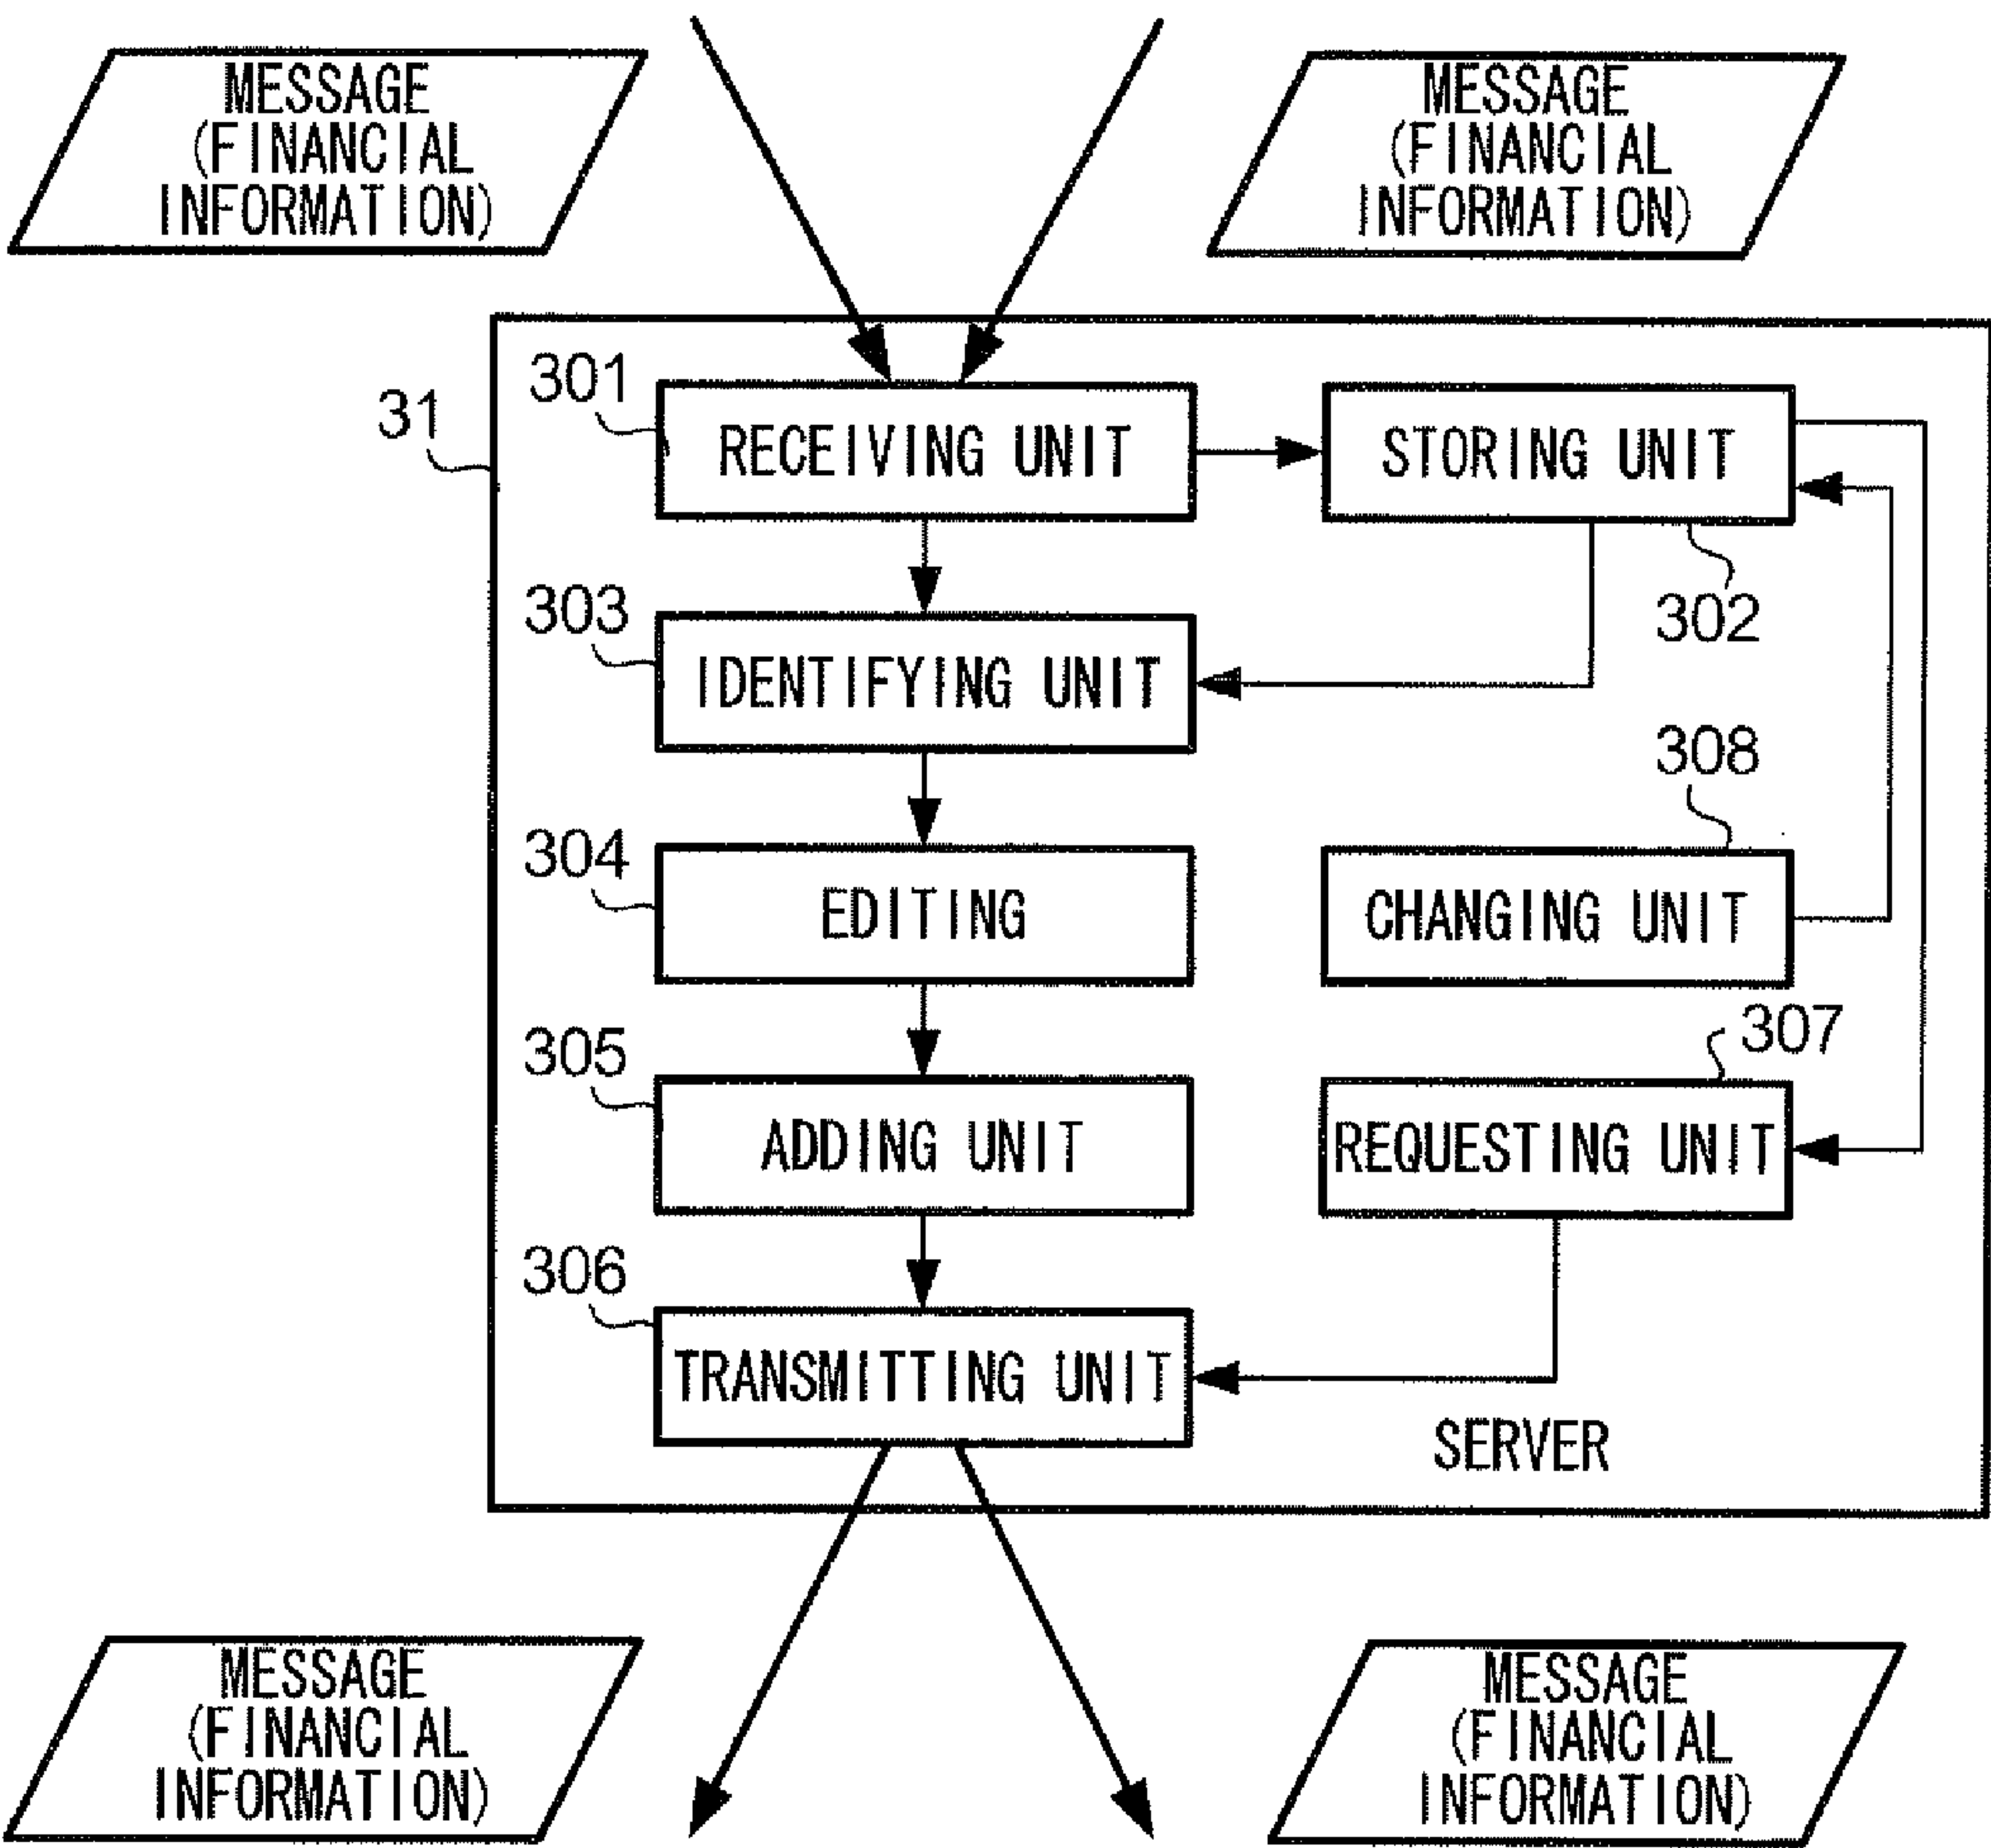 MESSAGE
(FINANCIAL
INFORMATION)
MESSAGE
(FINANCIAL
INFORMATION)
31
301
RECEIVING UNIT
STORING UNIT
302
303
IDENTIFYING UNIT
308
304
EDITING
CHANGING UNIT
307
305
ADDING UNIT
REQUESTING UNIT
306
TRANSMITTING UNIT
SERVER
MESSAGE
(FINANCIAL
INFORMATION)
MESSAGE
(FINANCIAL
INFORMATION)